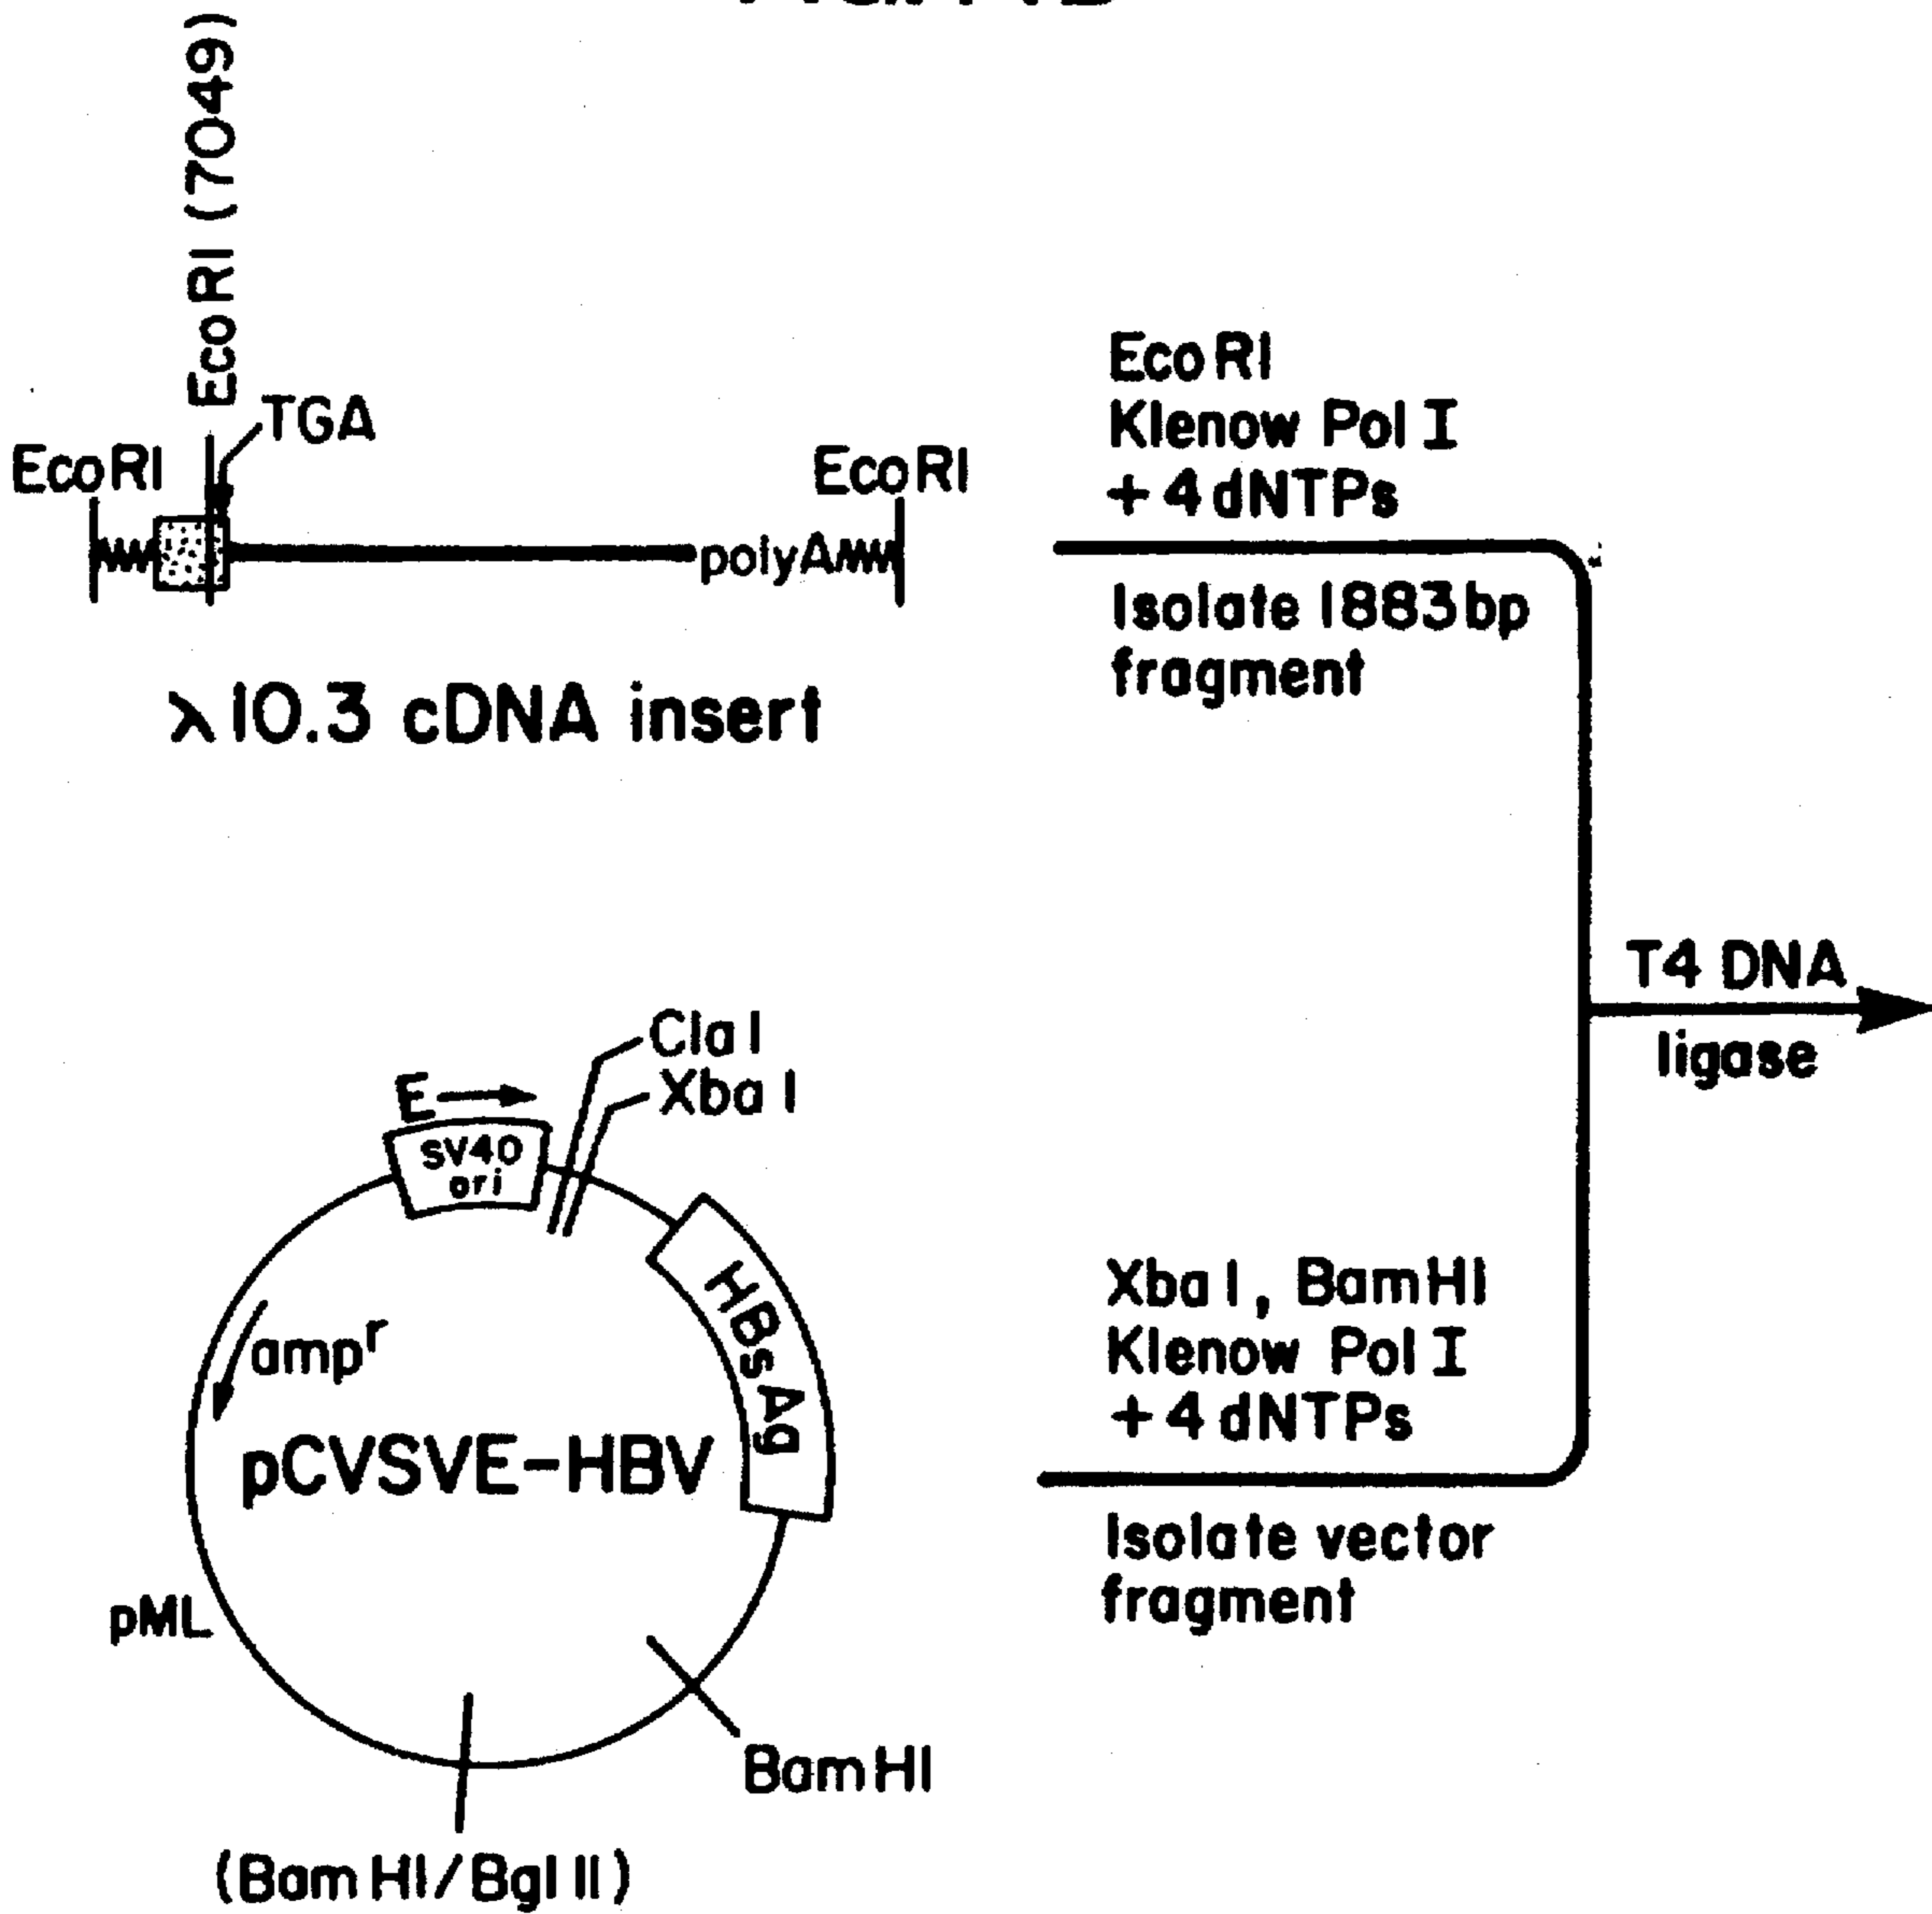 EcoRI (7049)
TGA
EcoRI
EcoRI
polyA
λ10.3 cDNA insert
EcoRI
Klenow Pol I
+4dNTPs
Isolate 1883bp
fragment
T4 DNA
ligase
ClaI
XbaI
E
SV40
ori
HBsAg
ampr
pCVSVE-HBV
pML
BamHI
(BamHI/BglII)
XbaI, BamHI
Klenow Pol I
+4dNTPs
Isolate vector
fragment